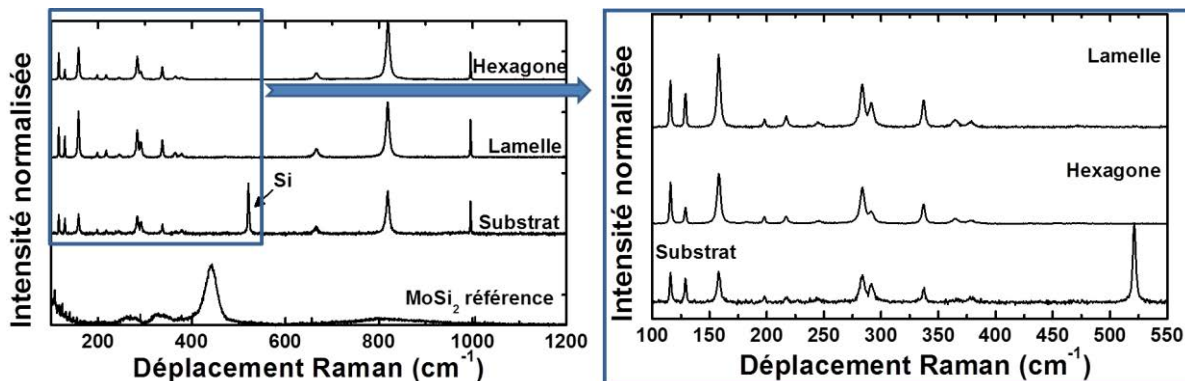 Intensité normalisée
Hexagone
Lamelle
Si
Substrat
MoSi2 référence
200 400 600 800 1000 1200
Déplacement Raman (cm-1)
Intensité normalisée
Lamelle
Hexagone
Substrat
100 150 200 250 300 350 400 450 500 550
Déplacement Raman (cm-1)